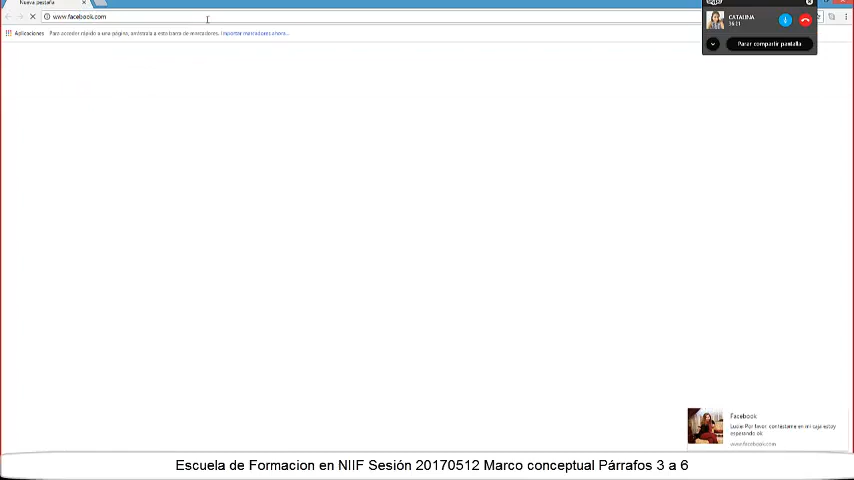 Nueva pestaña
www.facebook.com
Aplicaciones Para acceder rápido a una página, arrástrala a esta barra de marcadores. Importar marcadores ahora...
CATALINA
Parar compartir pantalla
Facebook
Por favor, contéstame en mi caja estoy
esperando ok
www.facebook.com
Escuela de Formacion en NIIF Sesión 20170512 Marco conceptual Párrafos 3 a 6